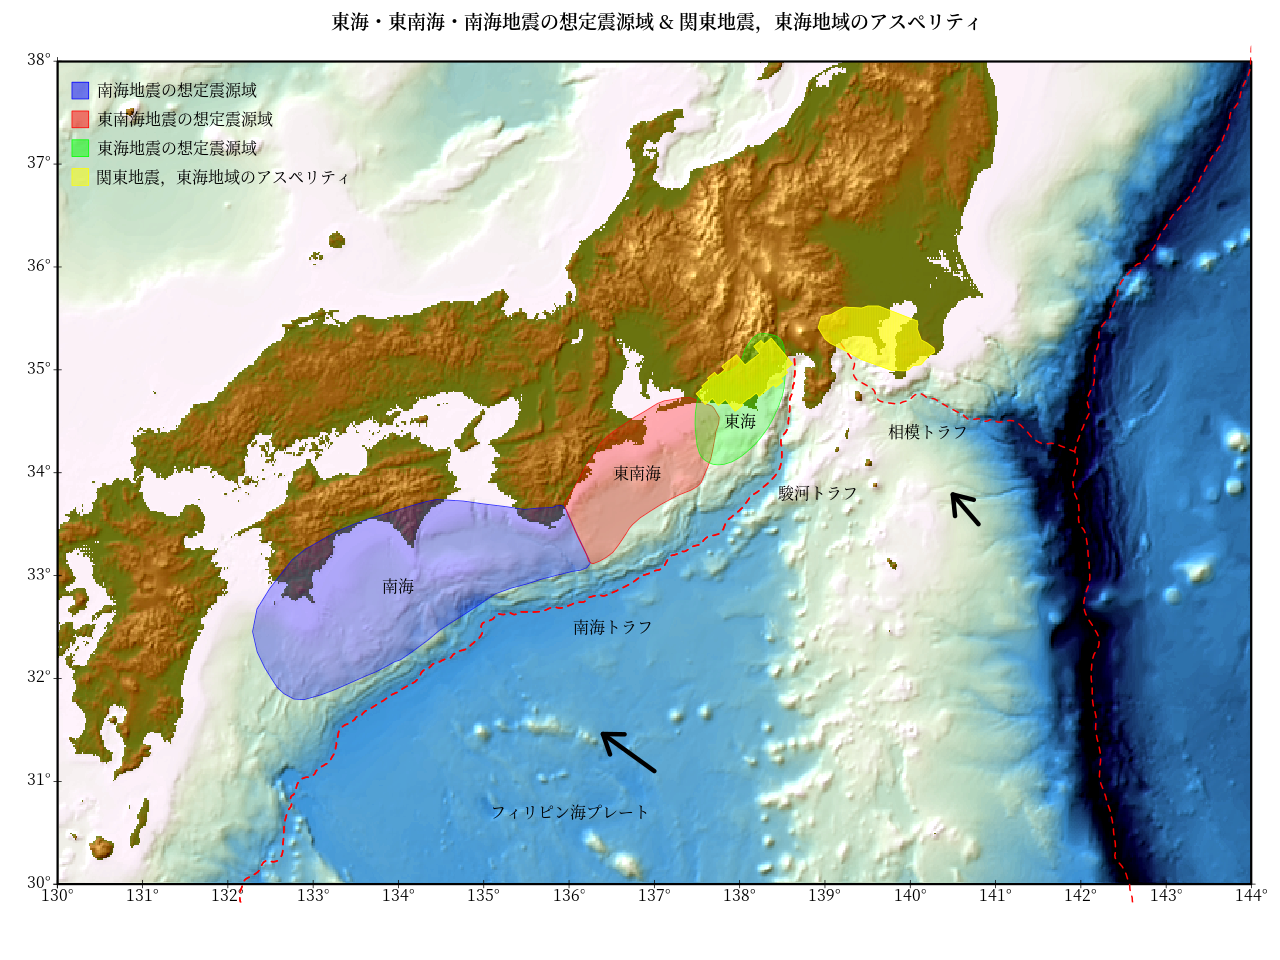 東海・東南海・南海地震の想定震源域 & 関東地震，東海地域のアスペリティ
38°
南海地震の想定震源域
東南海地震の想定震源域
37°
東海地震の想定震源域
関東地震，東海地域のアスペリティ
36°
35°
東海
相模トラフ
34°
東南海
駿河トラフ
33°
南海
南海トラフ
32°
31°
フィリピン海プレート
30°
130° 131° 132° 133° 134° 135° 136° 137° 138° 139° 140° 141° 142° 143° 144°